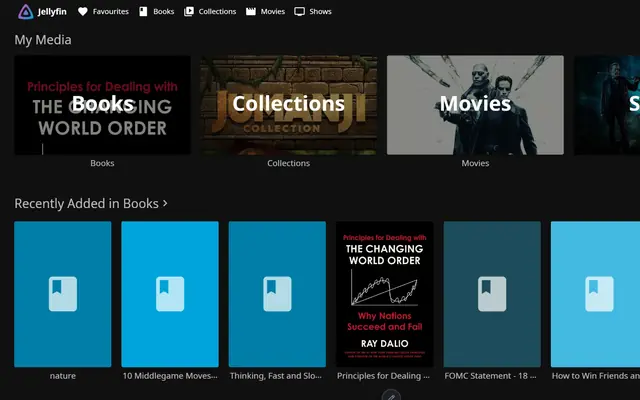 Jellyfin Favourites Books Collections Movies Shows
My Media
Principles for Dealing with
THE CHANGING
WORLD ORDER
Books
JUMANJI
COLLECTION
Collections
Movies
S
Books
Collections
Movies
Recently Added in Books >
Principles for Dealing with
THE CHANGING
WORLD ORDER
Why Nations
Succeed and Fail
RAY DALIO
nature
10 Middlegame Moves...
Thinking, Fast and Slo...
Principles for Dealing ...
FOMC Statement - 18 ...
How to Win Friends an